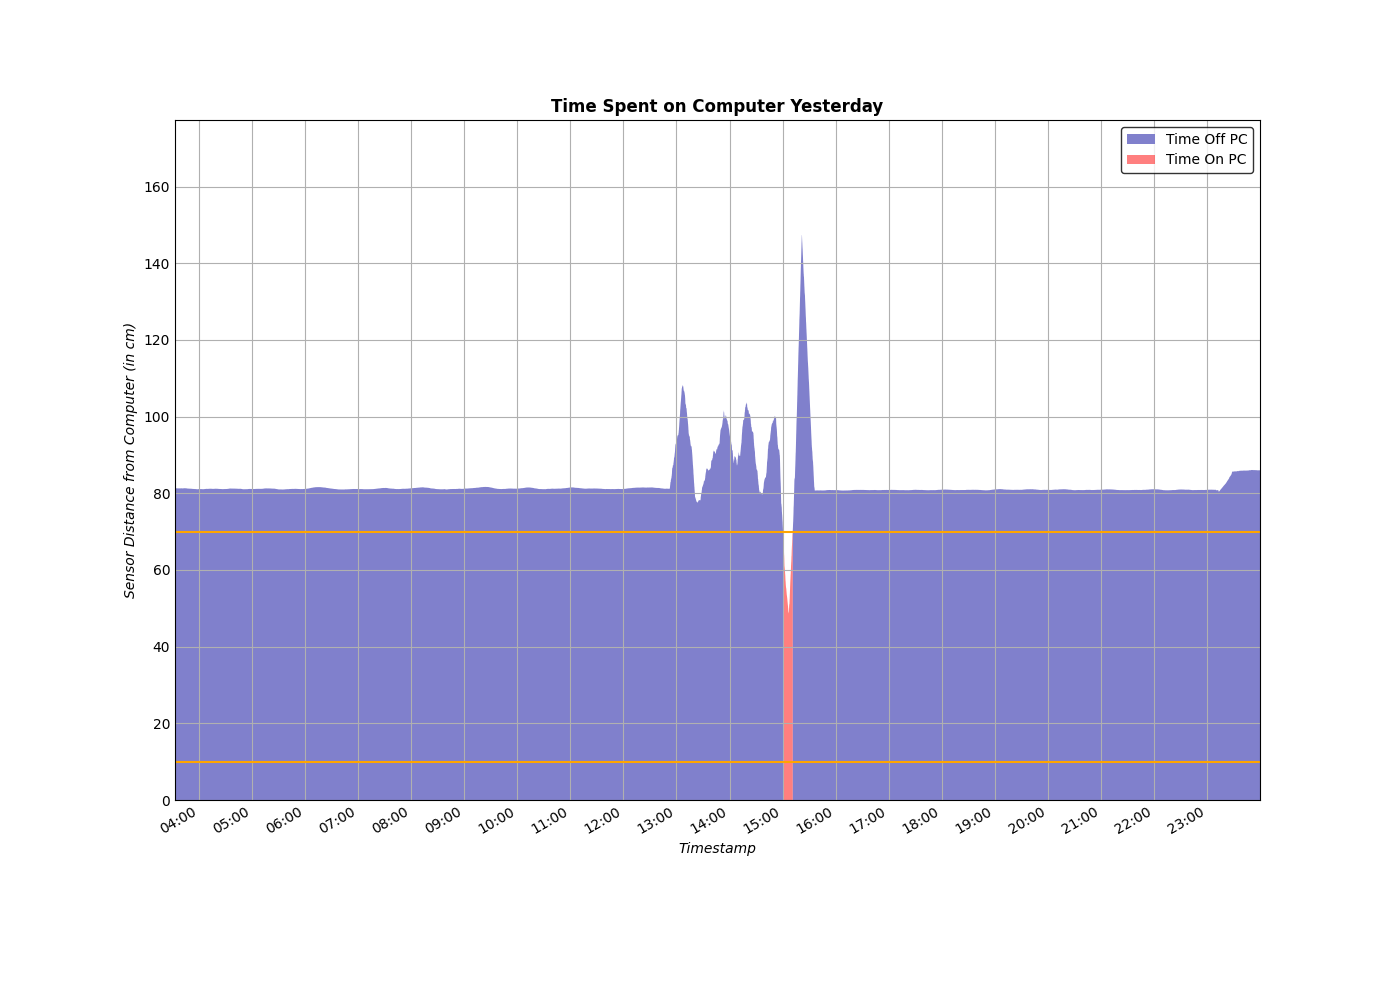 Time Spent on Computer Yesterday
Time Off PC
Time On PC
Sensor Distance from Computer (in cm)
160
140
120
100
80
60
40
20
0
04:00 05:00 06:00 07:00 08:00 09:00 10:00 11:00 12:00 13:00 14:00 15:00 16:00 17:00 18:00 19:00 20:00 21:00 22:00 23:00
Timestamp